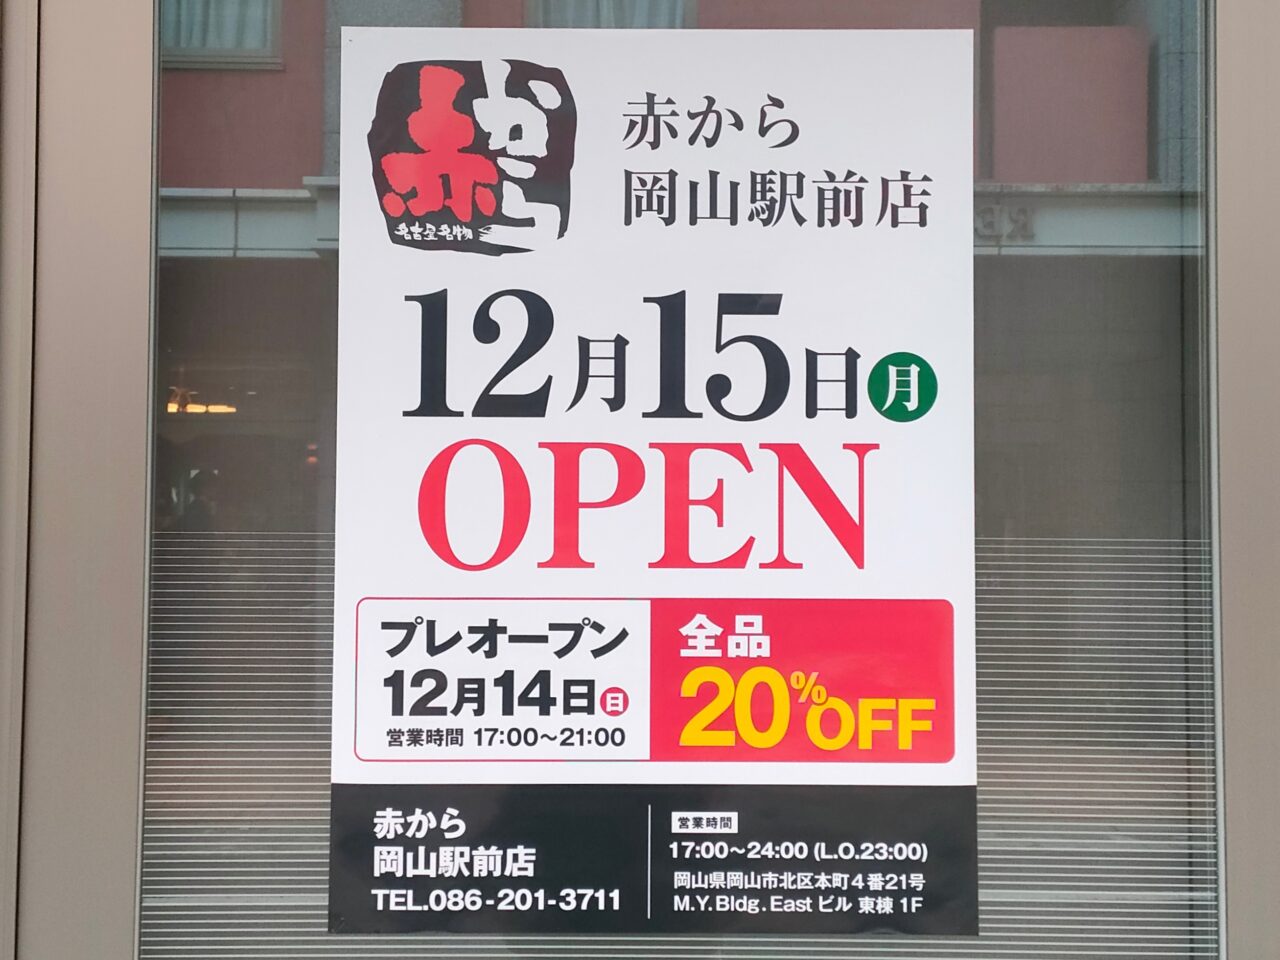 赤から
名古屋名物
赤から
岡山駅前店
12月15日月
OPEN
プレオープン
12月14日日
営業時間 17:00〜21:00
全品
20%OFF
赤から
岡山駅前店
TEL.086-201-3711
営業時間
17:00〜24:00 (L.O.23:00)
岡山県岡山市北区本町4番21号
M.Y.Bldg.Eastビル 東棟 1F